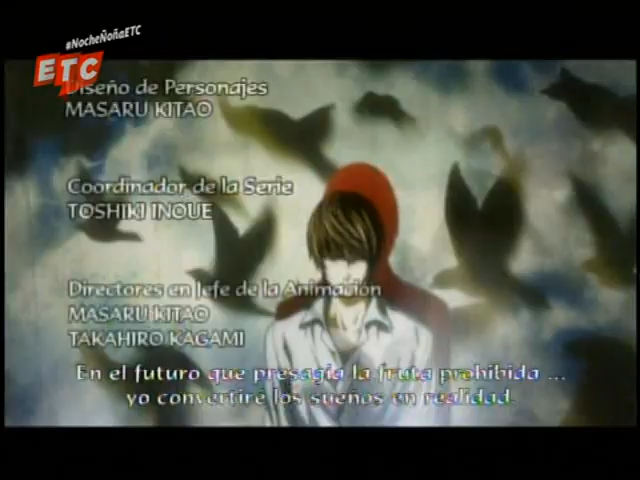 #NocheÑoñaETC
ETC
Diseño de Personajes
MASARU KITAO
Coordinador de la Serie
TOSHIKI INOUE
Directores en Jefe de la Animación
MASARU KITAO
TAKAHIRO KAGAMI
En el futuro que presagia la fruta prohibida ...
yo convertiré los sueños en realidad.